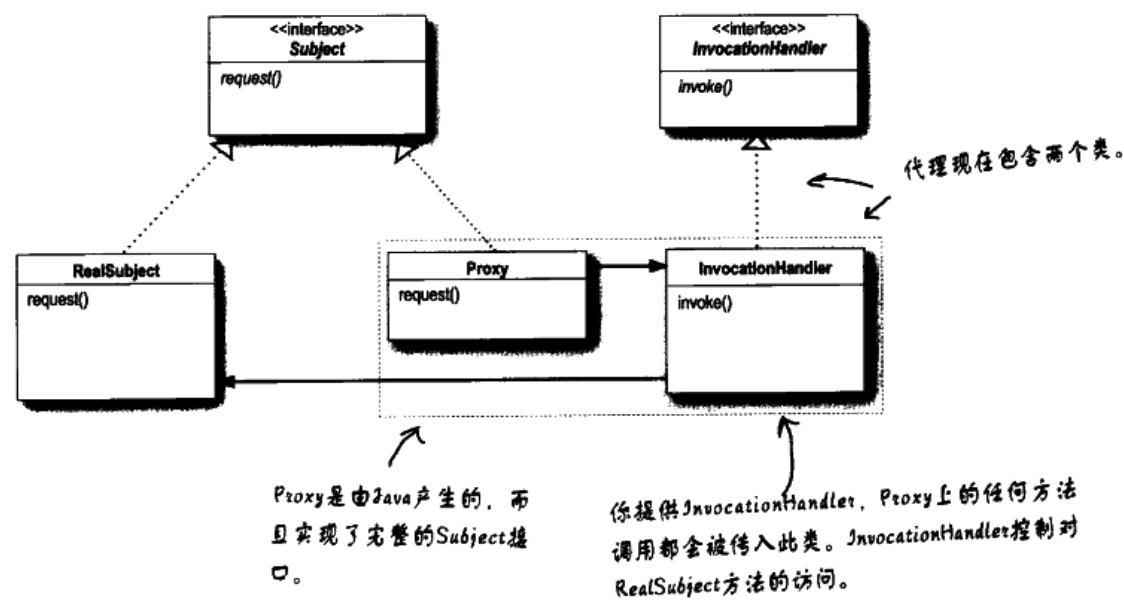 <<interface>>
Subject
request()
<<interface>>
InvocationHandler
invoke()
代理现在包含两个类。
RealSubject
request()
Proxy
request()
InvocationHandler
invoke()
Proxy是由Java产生的，而
且实现了完整的Subject接
口。
你提供InvocationHandler，Proxy上的任何方法
调用都会被传入此类。InvocationHandler控制对
RealSubject方法的访问。